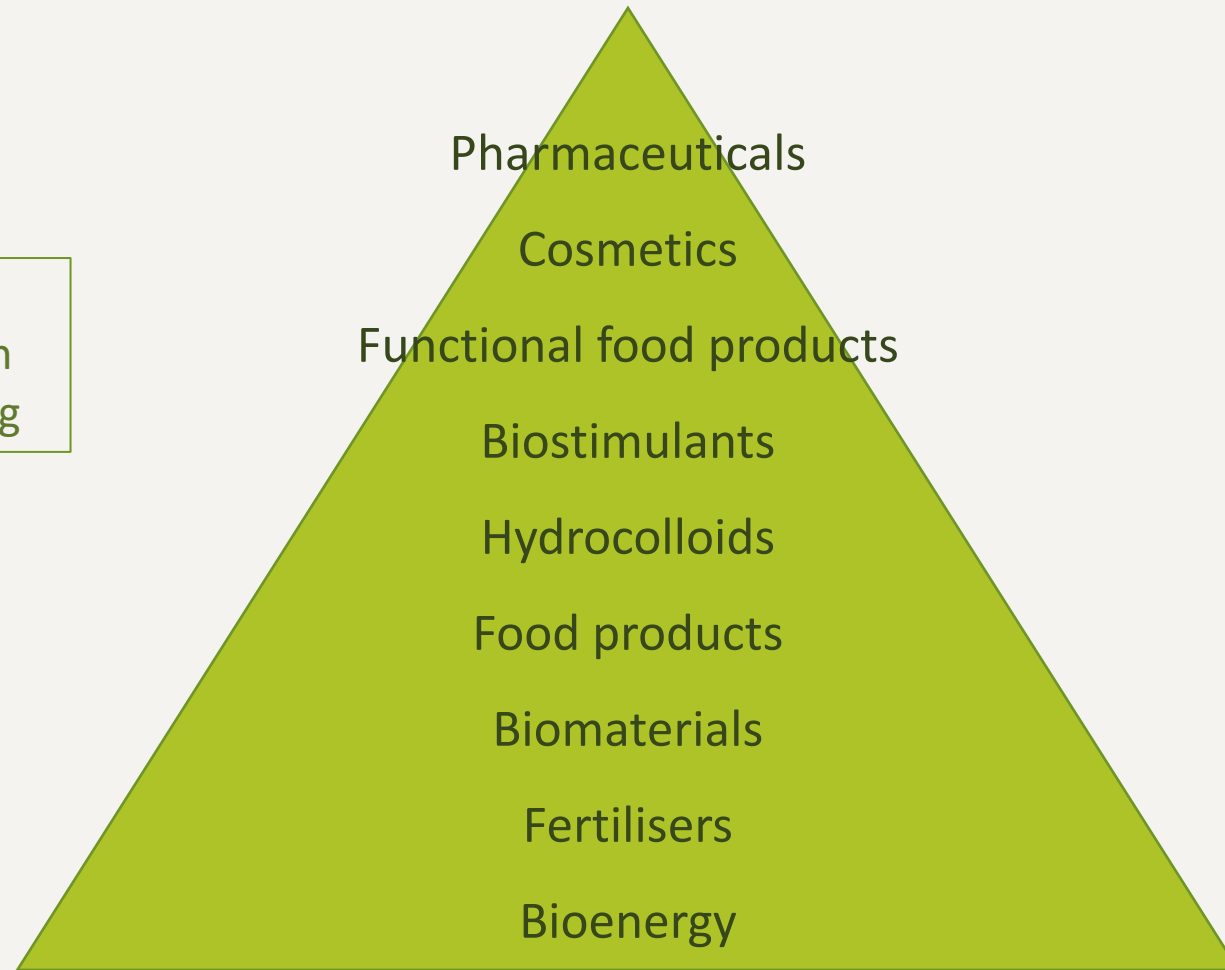 Pharmaceuticals
Cosmetics
Functional food products
Biostimulants
Hydrocolloids
Food products
Biomaterials
Fertilisers
Bioenergy